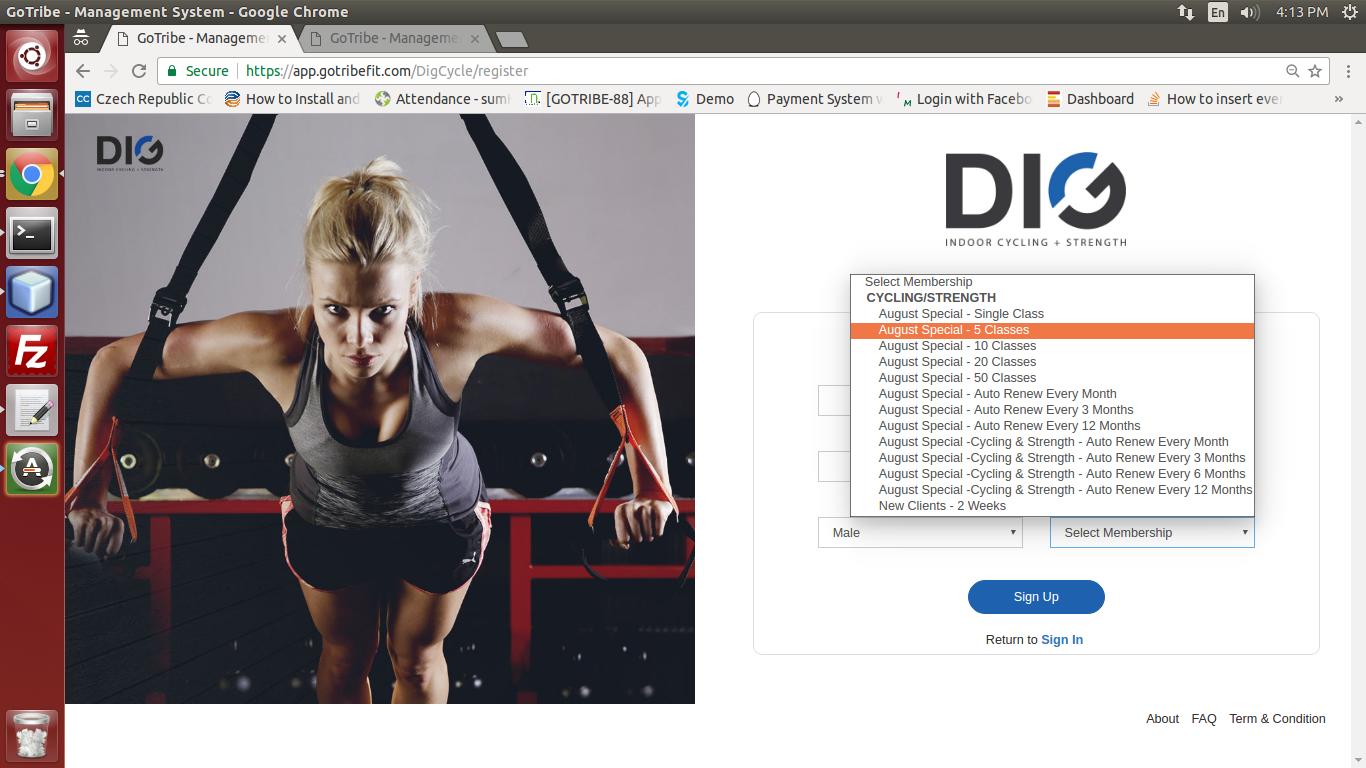 GoTribe - Management System - Google Chrome
En
4:13 PM
GoTribe - Manageme
GoTribe - Manageme
Secure
https://app.gotribefit.com/DigCycle/register
CC
Czech Republic Co
How to Install and
Attendance - sum
[GOTRIBE-88] App
Demo
Payment System w
Login with Facebo
Dashboard
How to insert ever
»
DIG
INDOOR CYCLING + STRENGTH
DIG
INDOOR CYCLING + STRENGTH
Select Membership
CYCLING/STRENGTH
August Special - Single Class
August Special - 5 Classes
August Special - 10 Classes
August Special - 20 Classes
August Special - 50 Classes
August Special - Auto Renew Every Month
August Special - Auto Renew Every 3 Months
August Special - Auto Renew Every 12 Months
August Special -Cycling & Strength - Auto Renew Every Month
August Special -Cycling & Strength - Auto Renew Every 3 Months
August Special -Cycling & Strength - Auto Renew Every 6 Months
August Special -Cycling & Strength - Auto Renew Every 12 Months
New Clients - 2 Weeks
Male
Select Membership
Sign Up
Return to Sign In
About FAQ Term & Condition
Fz
A